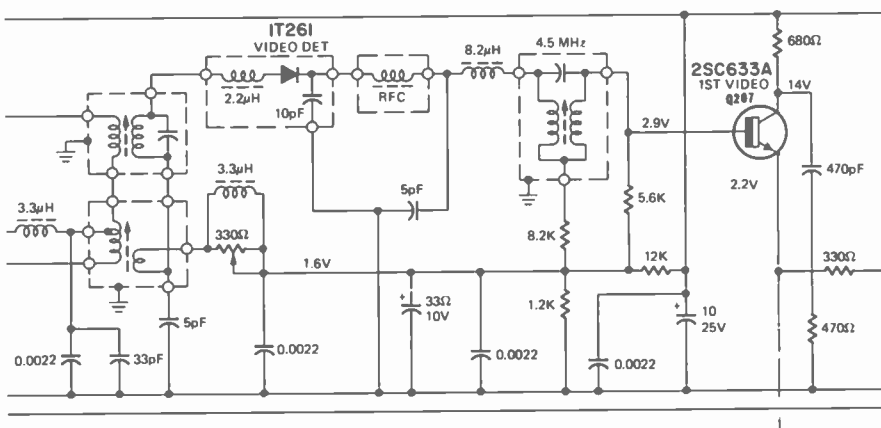 1T261
VIDEO DET
2.2μH
10pF
RFC
8.2μH
4.5 MHz
680Ω
2SC633A
1ST VIDEO
Q207
14V
2.9V
2.2V
470pF
3.3μH
3.3μH
330Ω
5pF
5.6K
8.2K
1.6V
12K
330Ω
33Ω
10V
1.2K
10
25V
470Ω
0.0022
33pF
5pF
0.0022
0.0022
0.0022